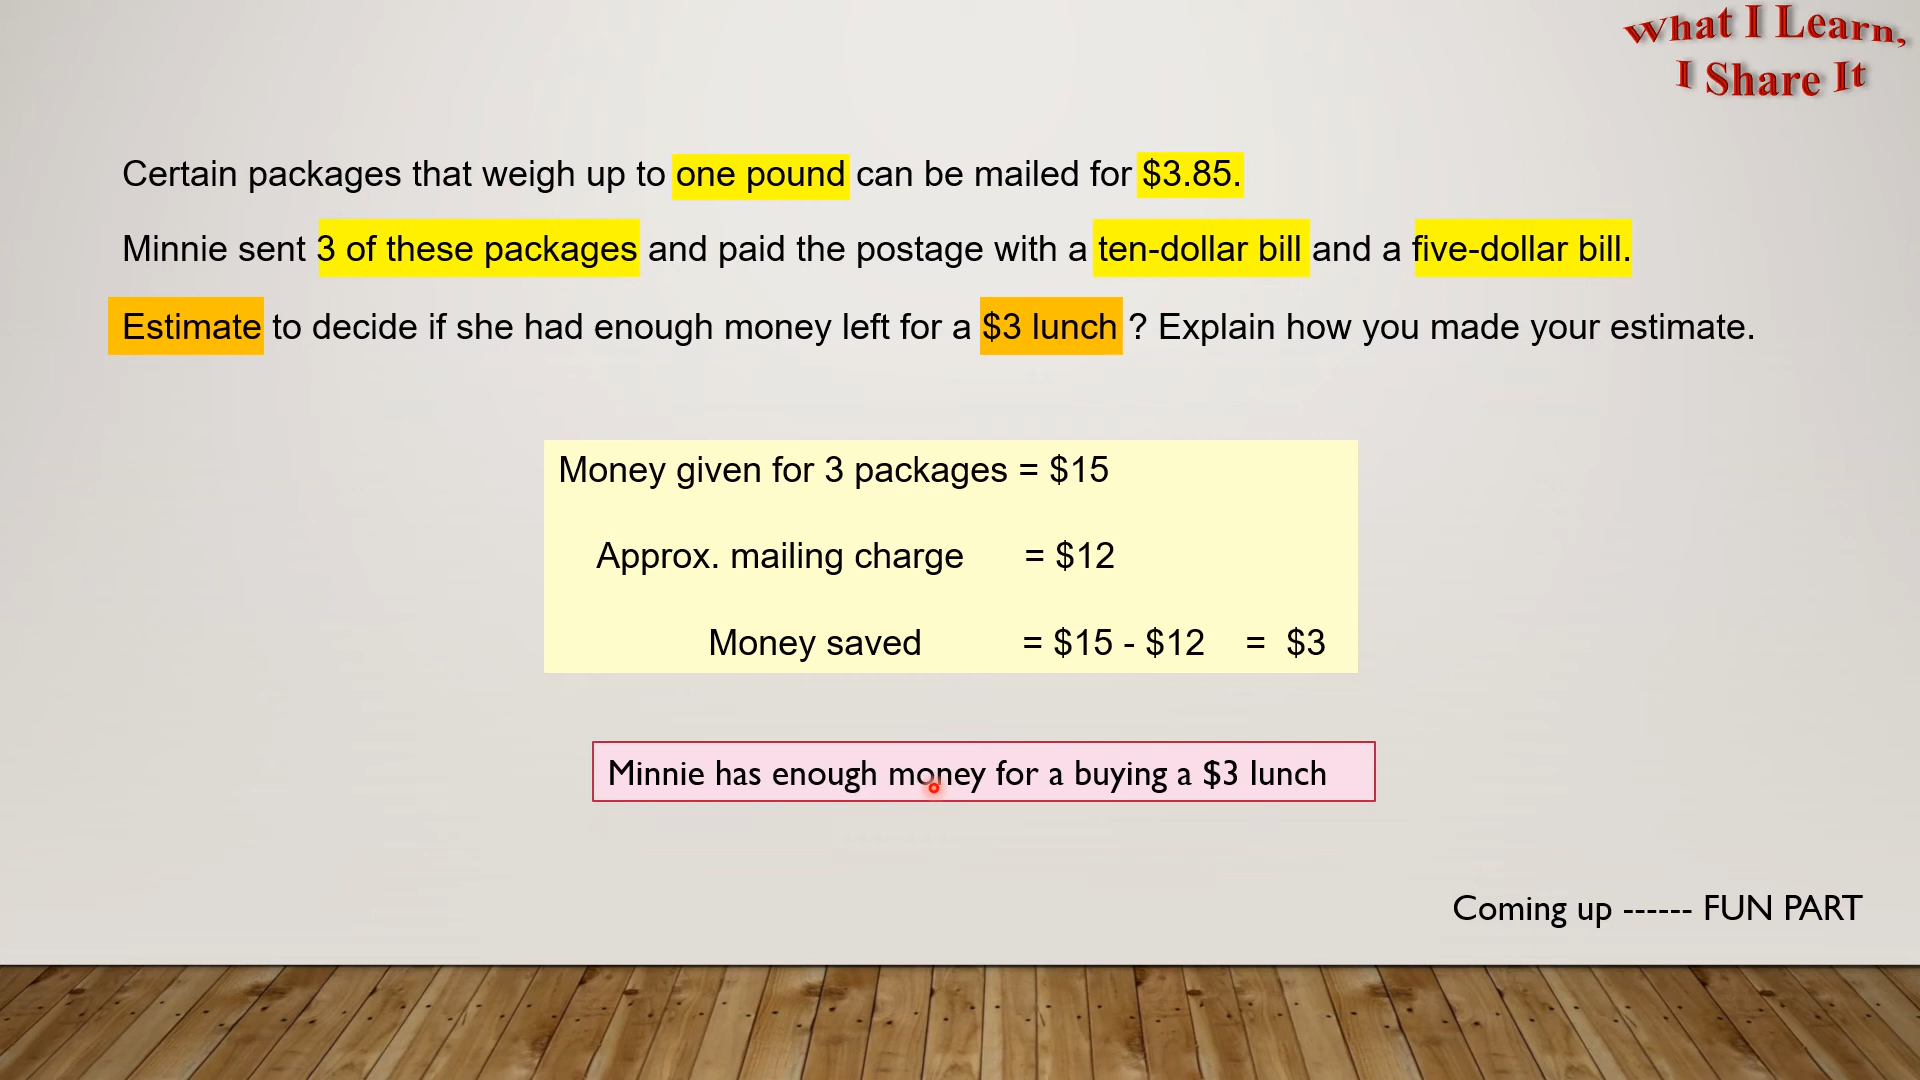 What I Learn,
I Share It
Certain packages that weigh up to one pound can be mailed for $3.85.
Minnie sent 3 of these packages and paid the postage with a ten-dollar bill and a five-dollar bill.
Estimate to decide if she had enough money left for a $3 lunch ? Explain how you made your estimate.
Money given for 3 packages = $15
Approx. mailing charge = $12
Money saved = $15 - $12 = $3
Minnie has enough money for a buying a $3 lunch
Coming up ------ FUN PART